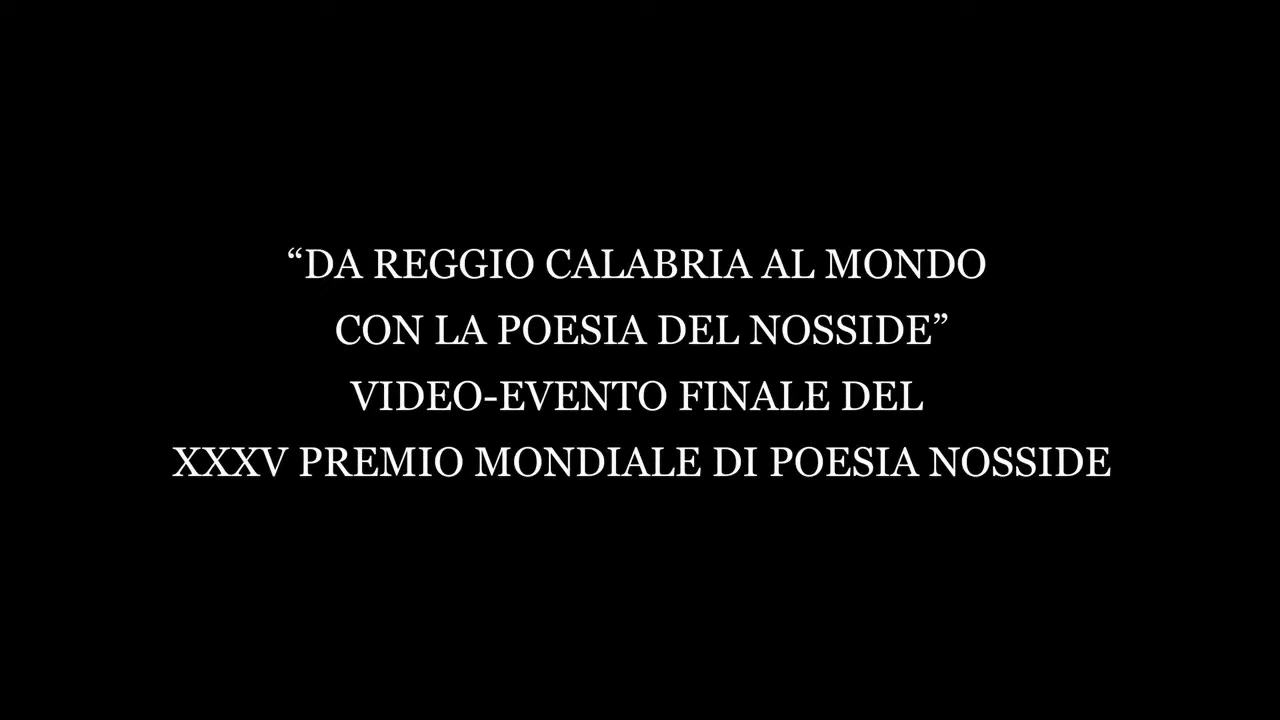 “DA REGGIO CALABRIA AL MONDO
CON LA POESIA DEL NOSSIDE”
VIDEO-EVENTO FINALE DEL
XXXV PREMIO MONDIALE DI POESIA NOSSIDE